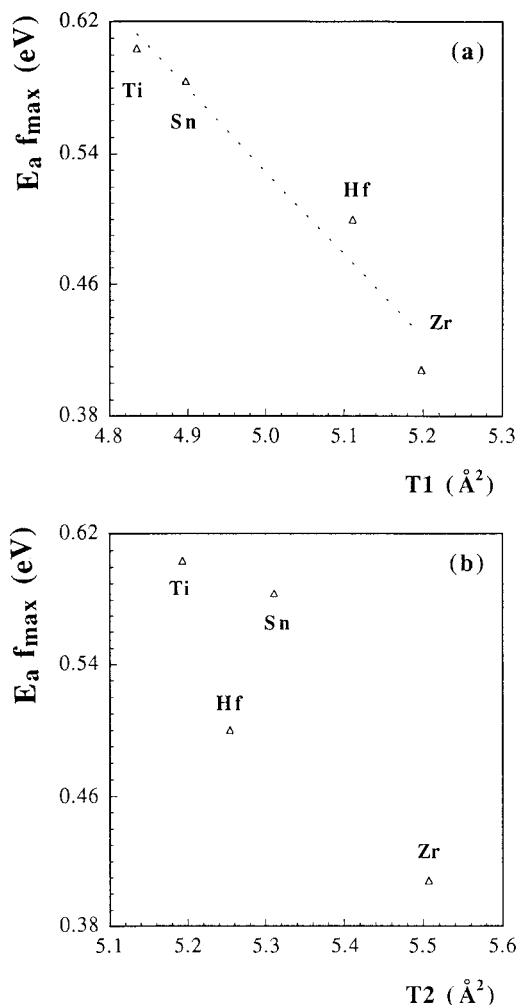 0.62
(a)
Ti
Sn
0.54
Hf
0.46
Zr
0.38
4.8 4.9 5.0 5.1 5.2 5.3
Ea fmax (eV)
T1 (Å²)
0.62
(b)
Ti
Sn
0.54
Hf
0.46
Zr
0.38
5.1 5.2 5.3 5.4 5.5 5.6
Ea fmax (eV)
T2 (Å²)